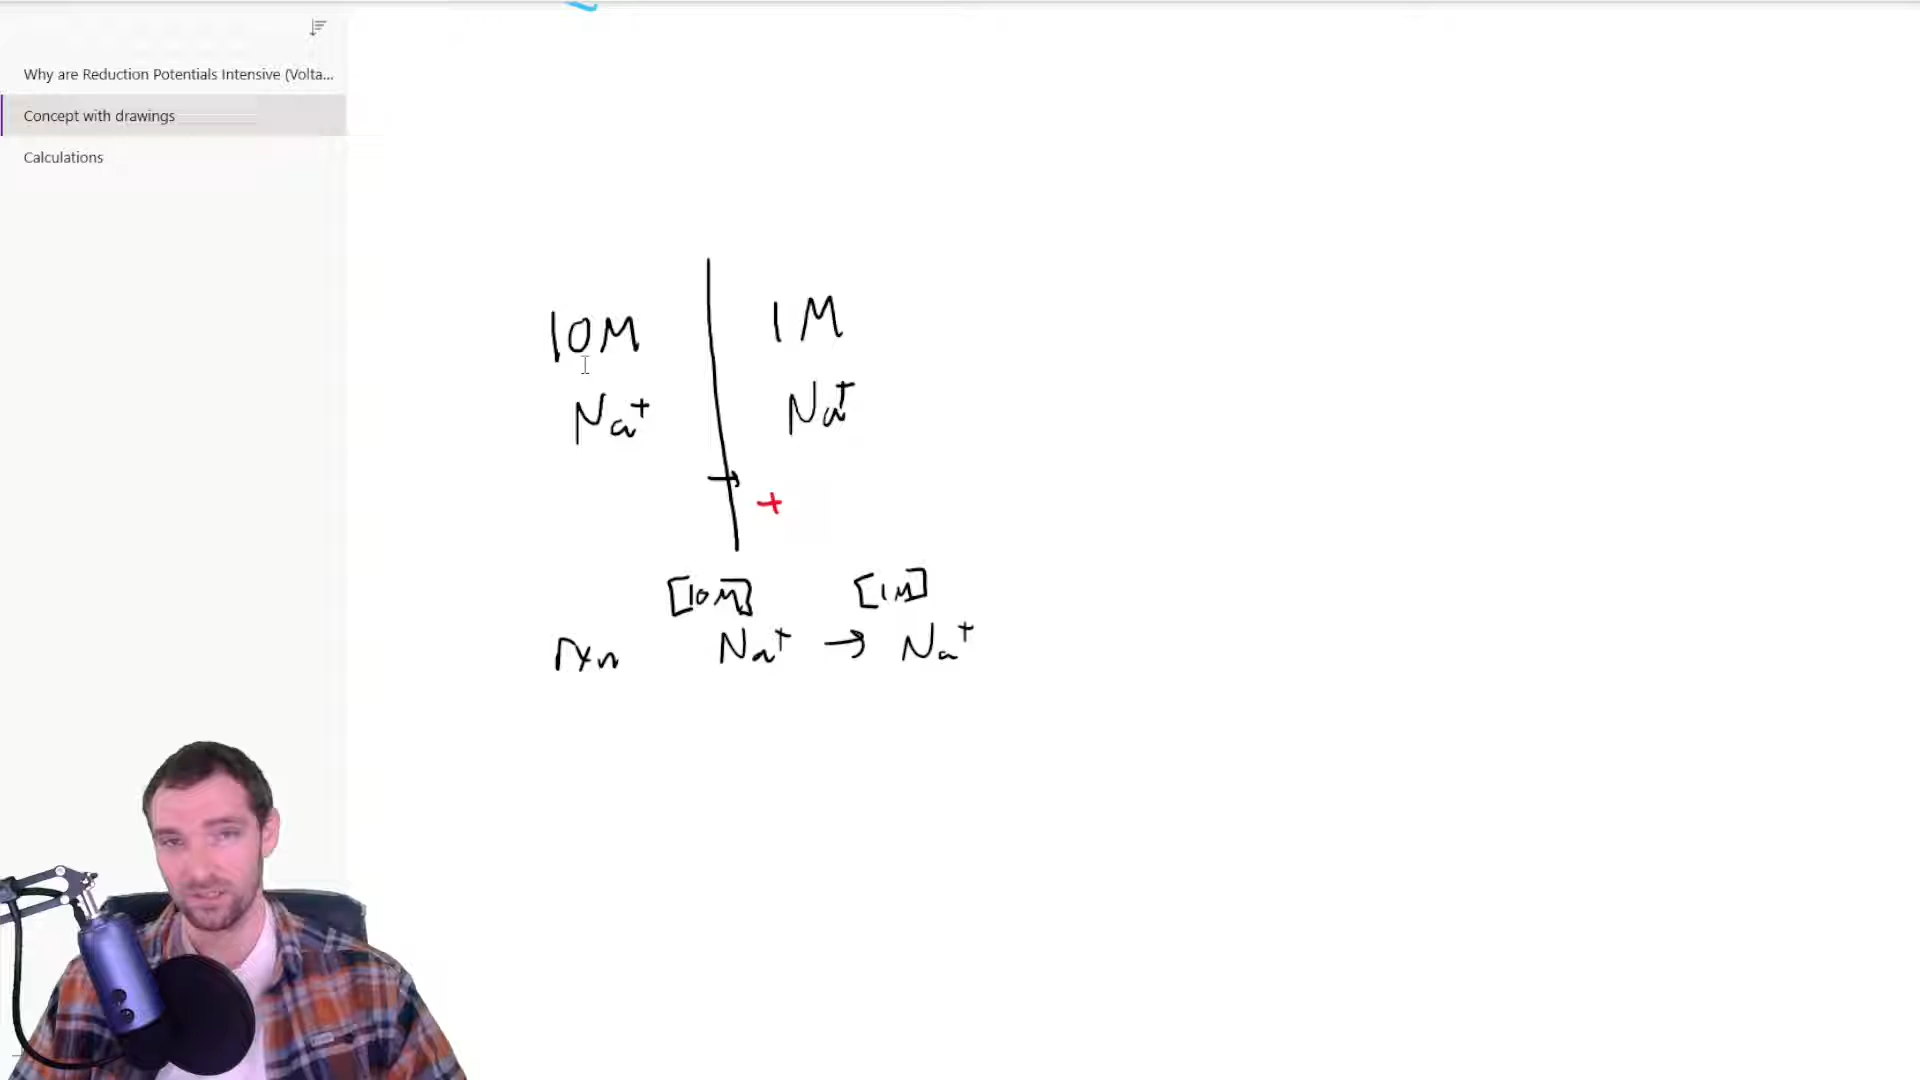 Why are Reduction Potentials Intensive (Volta...
Concept with drawings
Calculations
10M 1M
Na+ Na+
+
[10M] [1M]
rxn Na+ → Na+